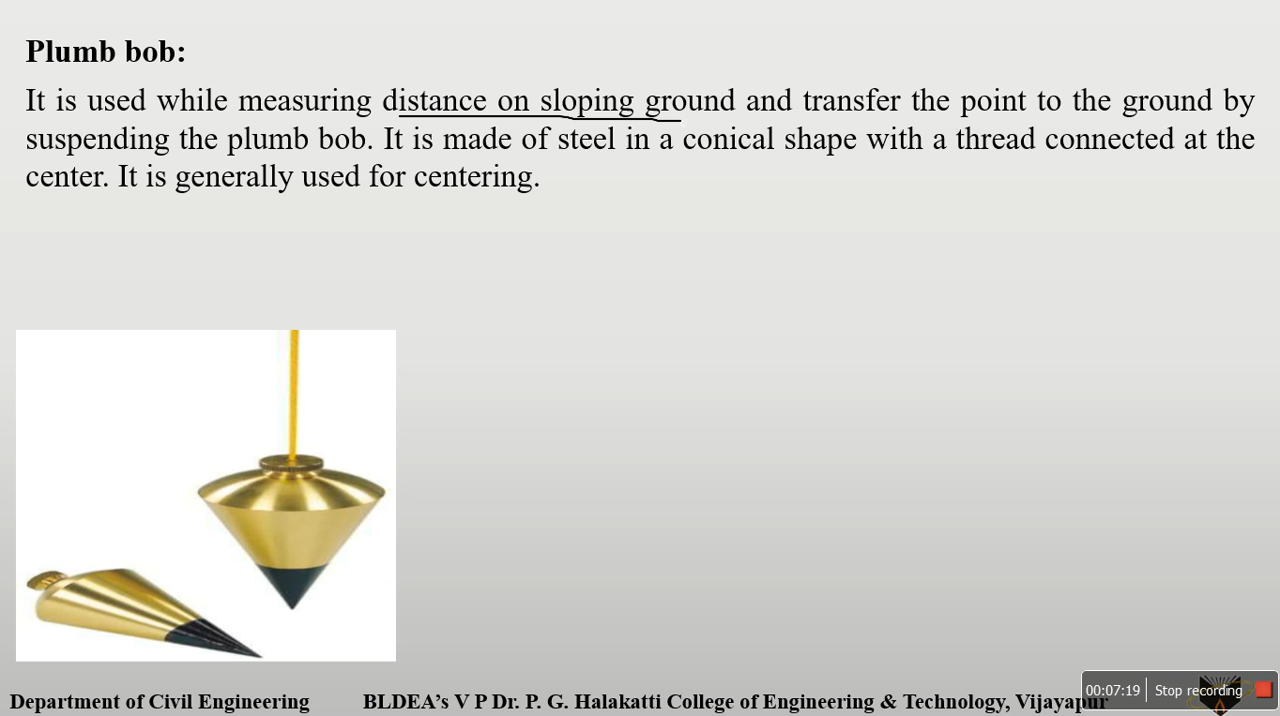 Plumb bob:
It is used while measuring distance on sloping ground and transfer the point to the ground by
suspending the plumb bob. It is made of steel in a conical shape with a thread connected at the
center. It is generally used for centering.
Department of Civil Engineering BLDEA’s V P Dr. P. G. Halakatti College of Engineering & Technology, Vijayapur
00:07:19 Stop recording